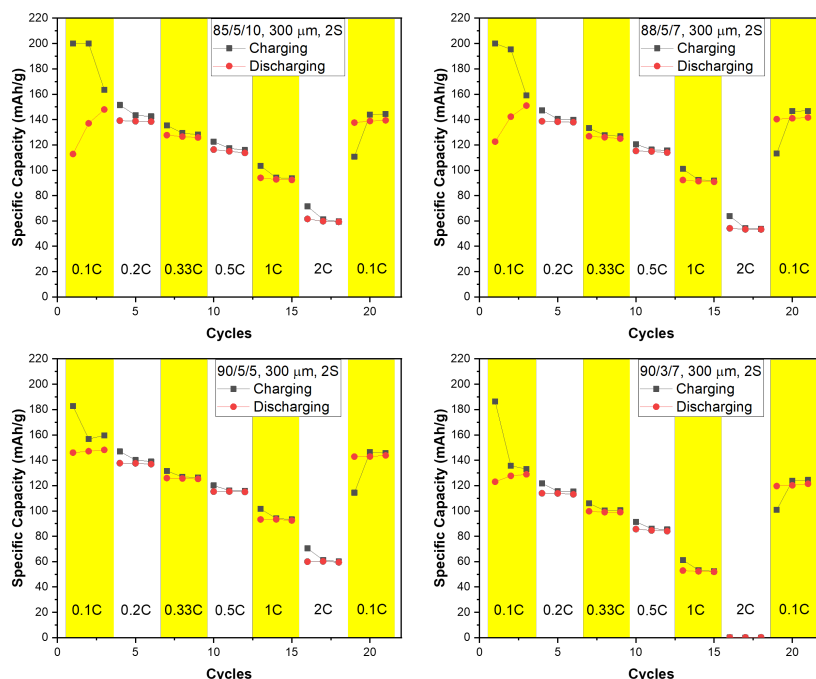 85/5/10, 300 μm, 2S
Charging
Discharging
Specific Capacity (mAh/g)
220
200
180
160
140
120
100
80
60
40
20
0
0.1C 0.2C 0.33C 0.5C 1C 2C 0.1C
0 5 10 15 20
Cycles
88/5/7, 300 μm, 2S
Charging
Discharging
Specific Capacity (mAh/g)
220
200
180
160
140
120
100
80
60
40
20
0
0.1C 0.2C 0.33C 0.5C 1C 2C 0.1C
0 5 10 15 20
Cycles
90/5/5, 300 μm, 2S
Charging
Discharging
Specific Capacity (mAh/g)
220
200
180
160
140
120
100
80
60
40
20
0
0.1C 0.2C 0.33C 0.5C 1C 2C 0.1C
0 5 10 15 20
Cycles
90/3/7, 300 μm, 2S
Charging
Discharging
Specific Capacity (mAh/g)
220
200
180
160
140
120
100
80
60
40
20
0
0.1C 0.2C 0.33C 0.5C 1C 2C 0.1C
0 5 10 15 20
Cycles